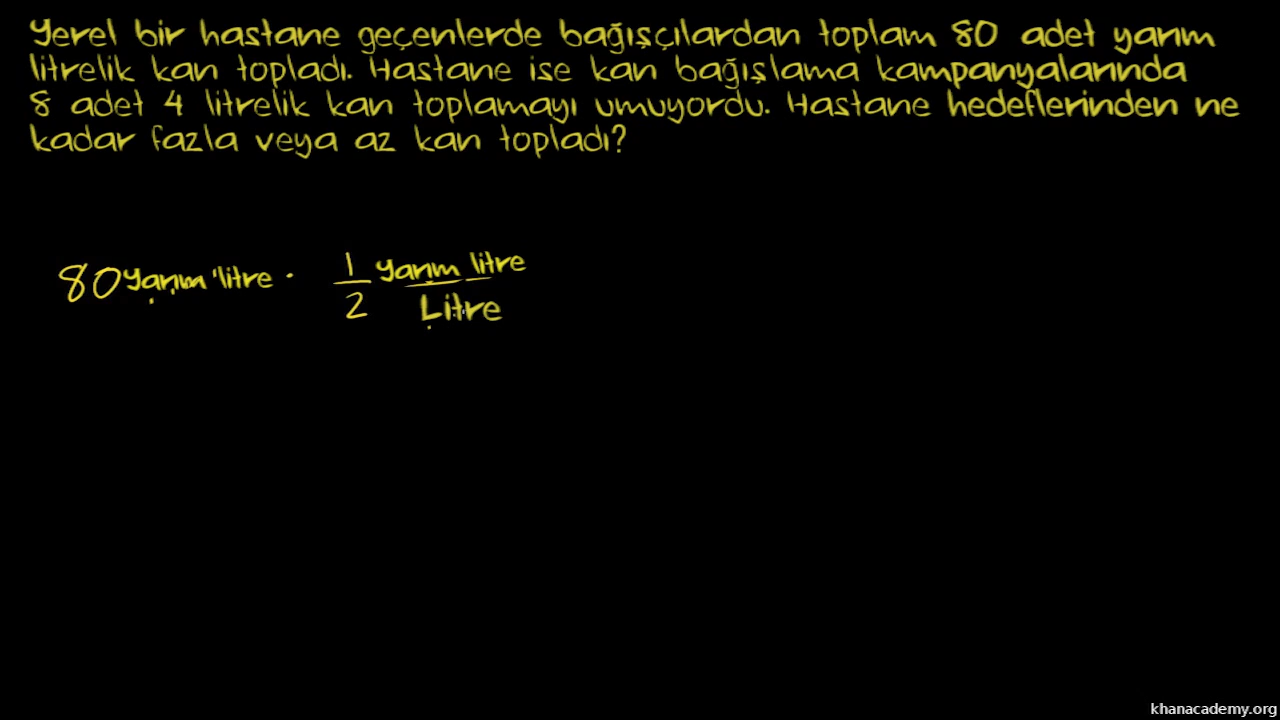 Yerel bir hastane geçenlerde bağışçılardan toplam 80 adet yarım
litrelik kan topladı. Hastane ise kan bağışlama kampanyalarında
8 adet 4 litrelik kan toplamayı umuyordu. Hastane hedeflerinden ne
kadar fazla veya az kan topladı?
80 yarım litre · 1/2 yarım litre/Litre
khanacademy.org